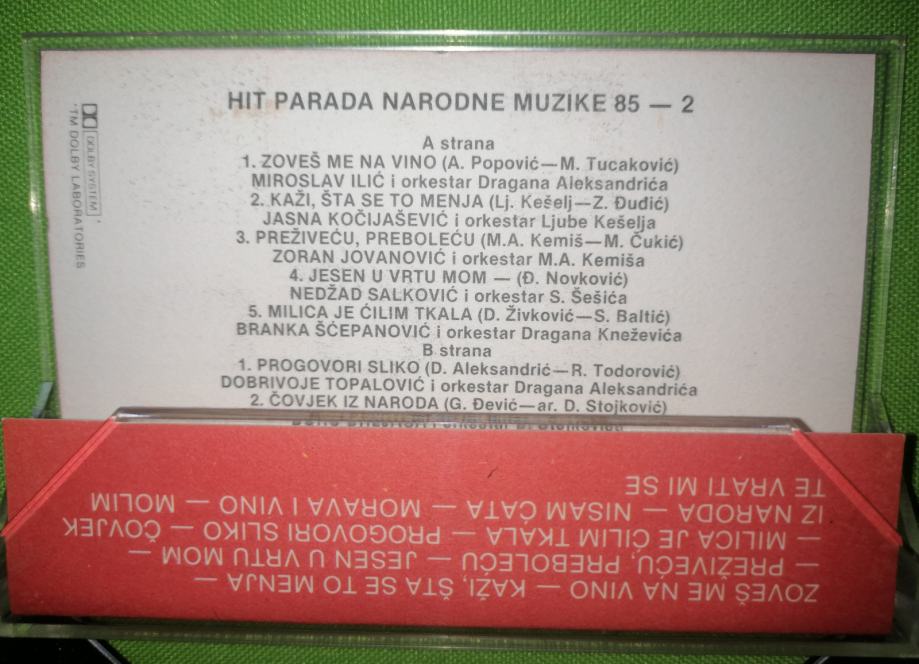 HIT PARADA NARODNE MUZIKE 85 — 2
A strana
1. ZOVEŠ ME NA VINO (A. Popović—M. Tucaković)
MIROSLAV ILIĆ i orkestar Dragana Aleksandrića
2. KAŽI, ŠTA SE TO MENJA (Lj. Kešelj—Z. Đuđić)
JASNA KOČIJAŠEVIĆ i orkestar Ljube Kešelja
3. PREŽIVEĆU, PREBOLEĆU (M.A. Kemiš—M. Čukić)
ZORAN JOVANOVIĆ i orkestar M.A. Kemiša
4. JESEN U VRTU MOM — (Đ. Novković)
NEDŽAD SALKOVIĆ i orkestar S. Šešića
5. MILICA JE ĆILIM TKALA (D. Živković—S. Baltić)
BRANKA ŠĆEPANOVIĆ i orkestar Dragana Kneževića
B strana
1. PROGOVORI SLIKO (D. Aleksandrić—R. Todorović)
DOBRIVOJE TOPALOVIĆ i orkestar Dragana Aleksandrića
2. ČOVJEK IZ NARODA (G. Đević—ar. D. Stojković)
DOLBY SYSTEM
'TM DOLBY LABORATORIES
ZOVEŠ ME NA VINO — KAŽI, ŠTA SE TO MENJA —
— PREŽIVEĆU, PREBOLEĆU — JESEN U VRTU MOM —
— MILICA JE ĆILIM TKALA — PROGOVORI SLIKO — ČOVJEK
IZ NARODA — NISAM ĆATA — MORAVA I VINO — MOLIM
TE VRATI MI SE